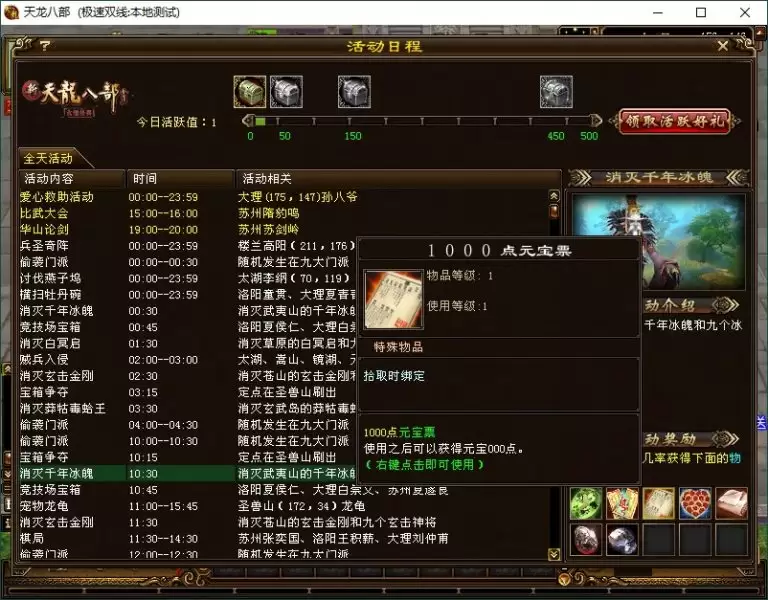 天龙八部 (极速双线:本地测试)
?
活动日程
新天龍八部
今日活跃值：1
0 50 150 450 500
领取活跃好礼
全天活动
活动内容 时间 活动相关
消灭千年冰魄
爱心救助活动 00:00--23:59 大理(175,147)孙八爷
比武大会 15:00--16:00 苏州隋豹鸣
华山论剑 19:00--20:00 苏州苏剑岭
兵圣奇阵 00:00--23:59 楼兰高阳(211,176)
偷袭门派 00:00--00:30 随机发生在九大门派
讨伐燕子坞 00:00--23:59 太湖李纲(70,119)
横扫牡丹碗 00:00--23:59 洛阳童贯、大理夏青
消灭千年冰魄 00:30 消灭武夷山的千年冰魄
竞技场宝箱 00:45 洛阳夏侯仁、大理白
消灭白冥启 01:30 消灭草原的白冥启和
贼兵入侵 02:00--03:00 太湖、嵩山、镜湖、
消灭玄击金刚 02:30 消灭苍山的玄击金刚和
宝箱争夺 03:15 定点在圣兽山刷出
消灭莽牯毒蛤王 03:30 消灭玄武岛的莽牯毒
偷袭门派 04:00--04:30 随机发生在九大门派
偷袭门派 10:00--10:30 随机发生在九大门派
宝箱争夺 10:15 定点在圣兽山刷出
消灭千年冰魄 10:30 消灭武夷山的千年冰魄
竞技场宝箱 10:45 洛阳夏侯仁、大理白崇义、苏州夏遂良
宠物龙龟 11:00--15:45 圣兽山(172,34)龙龟
消灭玄击金刚 11:30 消灭苍山的玄击金刚和九个玄击神将
棋局 11:30--14:30 苏州张奕国、洛阳王积薪、大理刘仲甫
偷袭门派 12:00--12:30 随机发生在九大门派
1000点元宝票
物品等级: 1
使用等级:1
特殊物品
拾取时绑定
1000点元宝票
使用之后可以获得元宝000点。
(右键点击即可使用)
动介绍
千年冰魄和九个冰
动奖励
几率获得下面的物